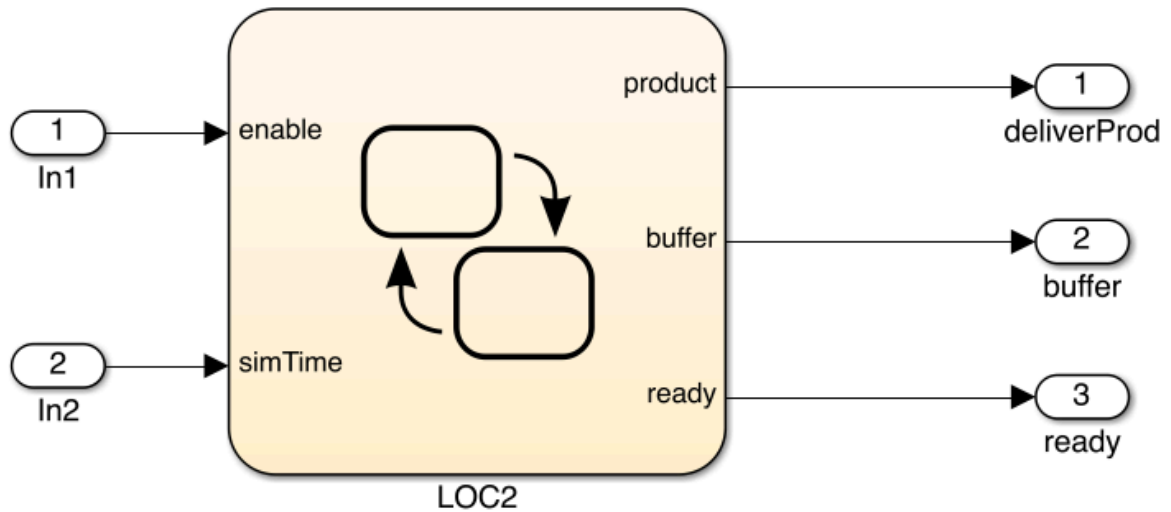 product
1
deliverProd
1
enable
In1
buffer
2
buffer
2
simTime
In2
ready
3
ready
LOC2